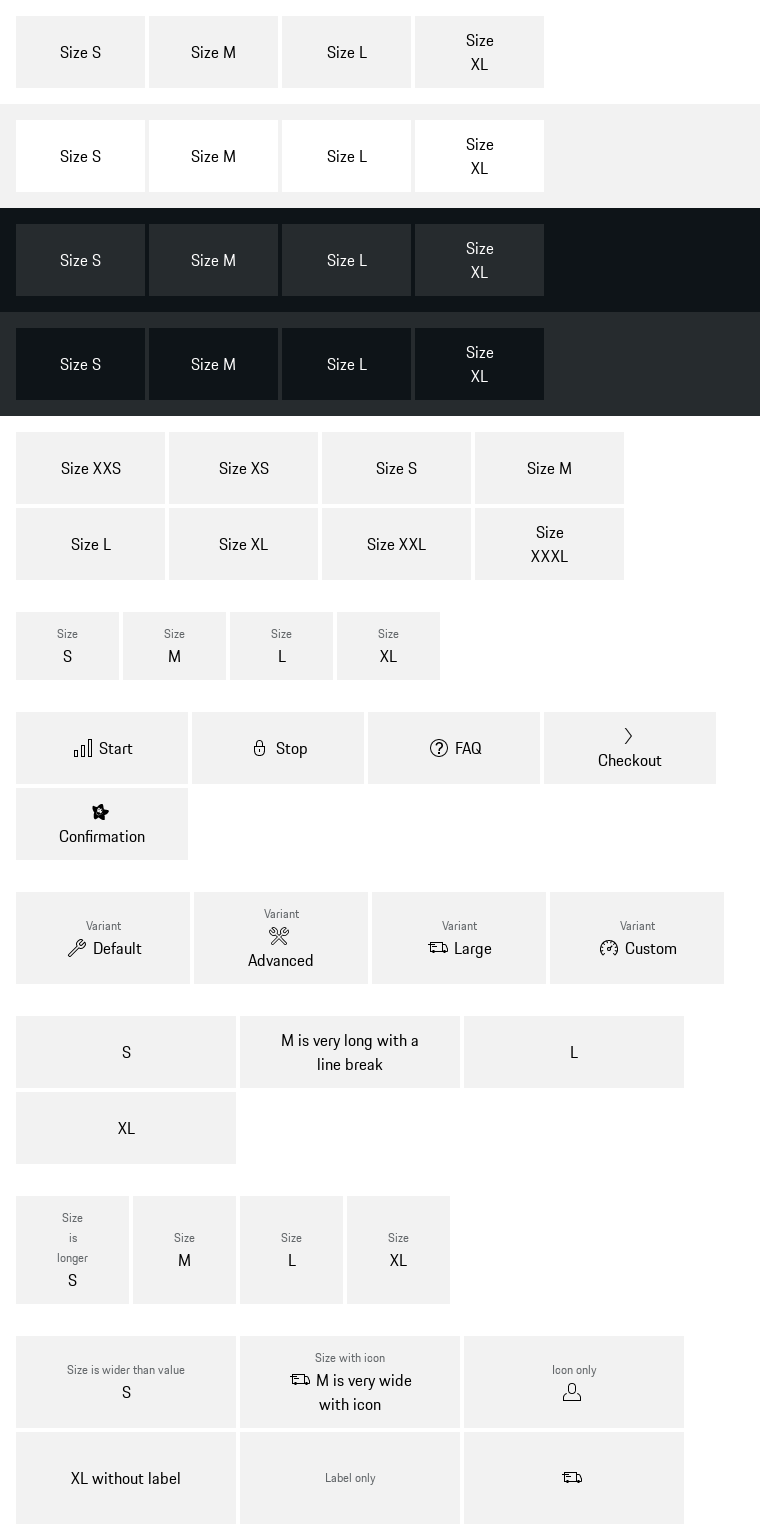 Size S Size M Size L Size
XL
Size S Size M Size L Size
XL
Size S Size M Size L Size
XL
Size S Size M Size L Size
XL
Size XXS Size XS Size S Size M
Size L Size XL Size XXL Size
XXXL
Size Size Size Size
S M L XL
Start Stop FAQ
Checkout
Confirmation
Variant Variant Variant Variant
Default Advanced Large Custom
S M is very long with a L
line break
XL
Size
is
longer Size Size Size
S M L XL
Size is wider than value Size with icon Icon only
S M is very wide
with icon
XL without label Label only